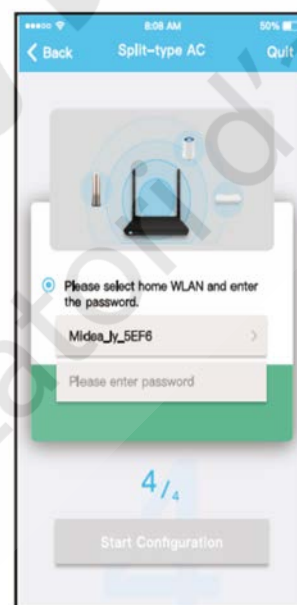 8:08 AM
50%
Back
Split-type AC
Quit
Please select home WLAN and enter
the password.
Midea_ly_5EF6
Please enter password
4/4
Start Configuration